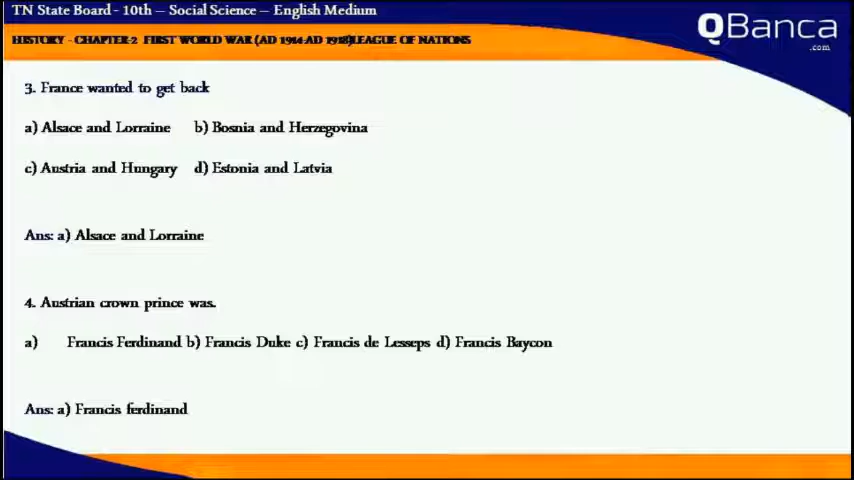 TN State Board - 10th – Social Science – English Medium
QBanca
.com
HISTORY - CHAPTER-2 FIRST WORLD WAR (AD 1914-AD 1918)LEAGUE OF NATIONS
3. France wanted to get back
a) Alsace and Lorraine b) Bosnia and Herzegovina
c) Austria and Hungary d) Estonia and Latvia
Ans: a) Alsace and Lorraine
4. Austrian crown prince was.
a) Francis Ferdinand b) Francis Duke c) Francis de Lesseps d) Francis Baycon
Ans: a) Francis ferdinand